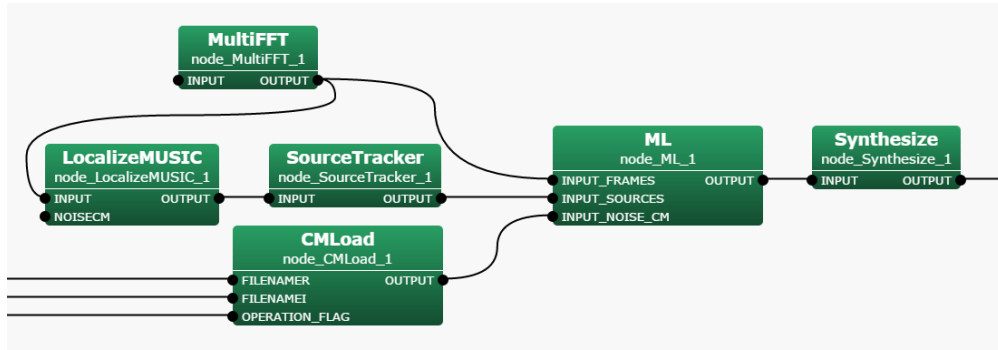 MultiFFT
node_MultiFFT_1
INPUT OUTPUT
LocalizeMUSIC
node_LocalizeMUSIC_1
INPUT OUTPUT
NOISECM
SourceTracker
node_SourceTracker_1
INPUT OUTPUT
CMLoad
node_CMLoad_1
FILENAMER OUTPUT
FILENAMEI
OPERATION_FLAG
ML
node_ML_1
INPUT_FRAMES OUTPUT
INPUT_SOURCES
INPUT_NOISE_CM
Synthesize
node_Synthesize_1
INPUT OUTPUT